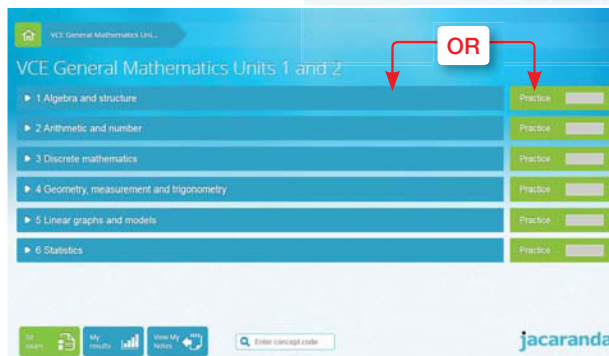 VCE General Mathematics Uni...
OR
VCE General Mathematics Units 1 and 2
1 Algebra and structure Practice
2 Arithmetic and number Practice
3 Discrete mathematics Practice
4 Geometry, measurement and trigonometry Practice
5 Linear graphs and models Practice
6 Statistics Practice
Sit exam
My results
View My Notes
Enter concept code
jacaranda